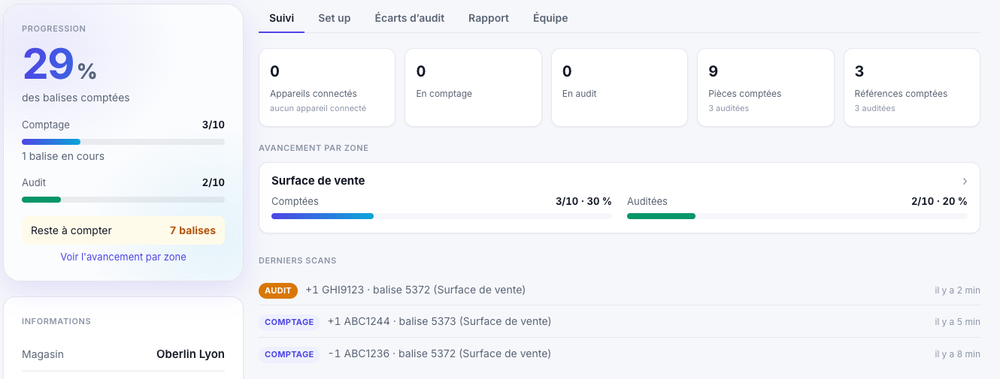 PROGRESSION
29 %
des balises comptées
Comptage 3/10
1 balise en cours
Audit 2/10
Reste à compter 7 balises
Voir l'avancement par zone
INFORMATIONS
Magasin Oberlin Lyon
Suivi Set up Écarts d’audit Rapport Équipe
0
Appareils connectés
aucun appareil connecté
0
En comptage
0
En audit
9
Pièces comptées
3 auditées
3
Références comptées
3 auditées
AVANCEMENT PAR ZONE
Surface de vente
Comptées 3/10 · 30 % Auditées 2/10 · 20 %
DERNIERS SCANS
AUDIT +1 GHI9123 · balise 5372 (Surface de vente) il y a 2 min
COMPTAGE +1 ABC1244 · balise 5373 (Surface de vente) il y a 5 min
COMPTAGE -1 ABC1236 · balise 5372 (Surface de vente) il y a 8 min